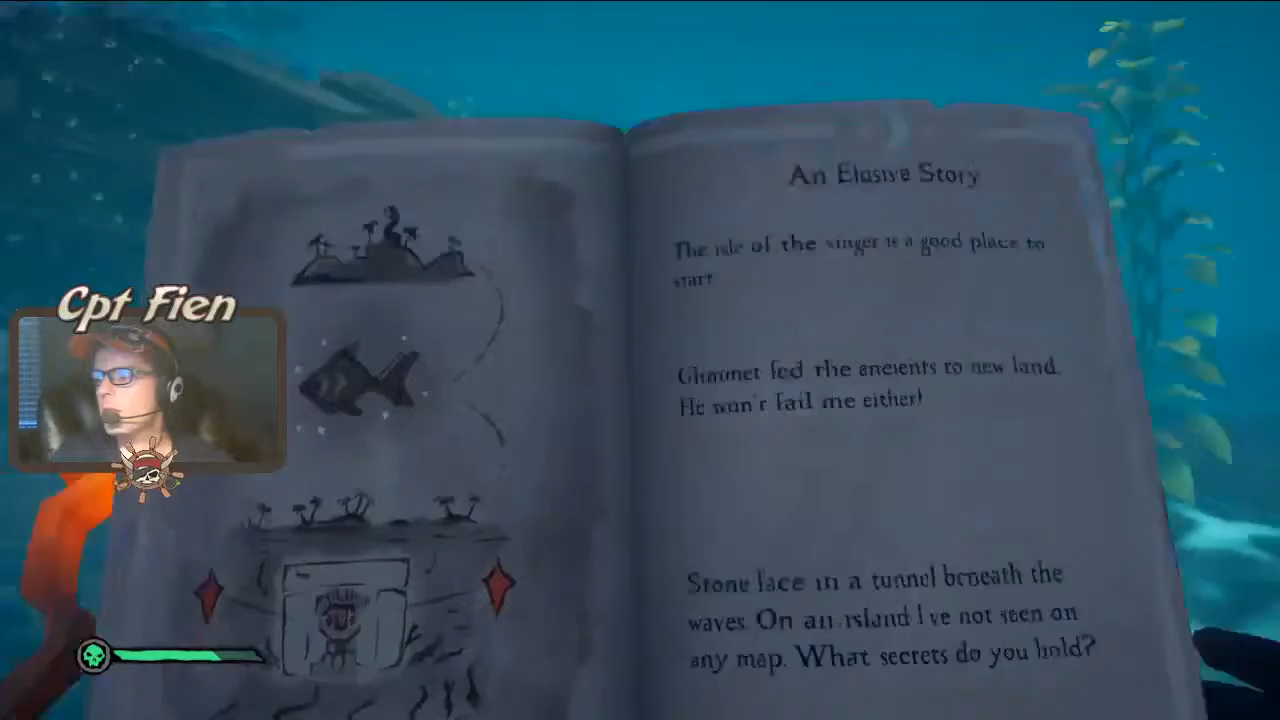 An Elusive Story
The isle of the singer is a good place to
start
Cpt Fien
Glimmet led the ancients to new land.
He won't fail me either!
Stone face in a tunnel beneath the
waves. On an island I've not seen on
any map. What secrets do you hold?